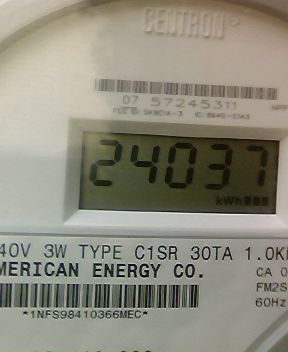 CENTRON®
07 57245311
24037
kWh
40V 3W TYPE C1SR 30TA 1.0K
MERICAN ENERGY CO.
CA 0
FM2S
60Hz
*1NFS98410366MEC*